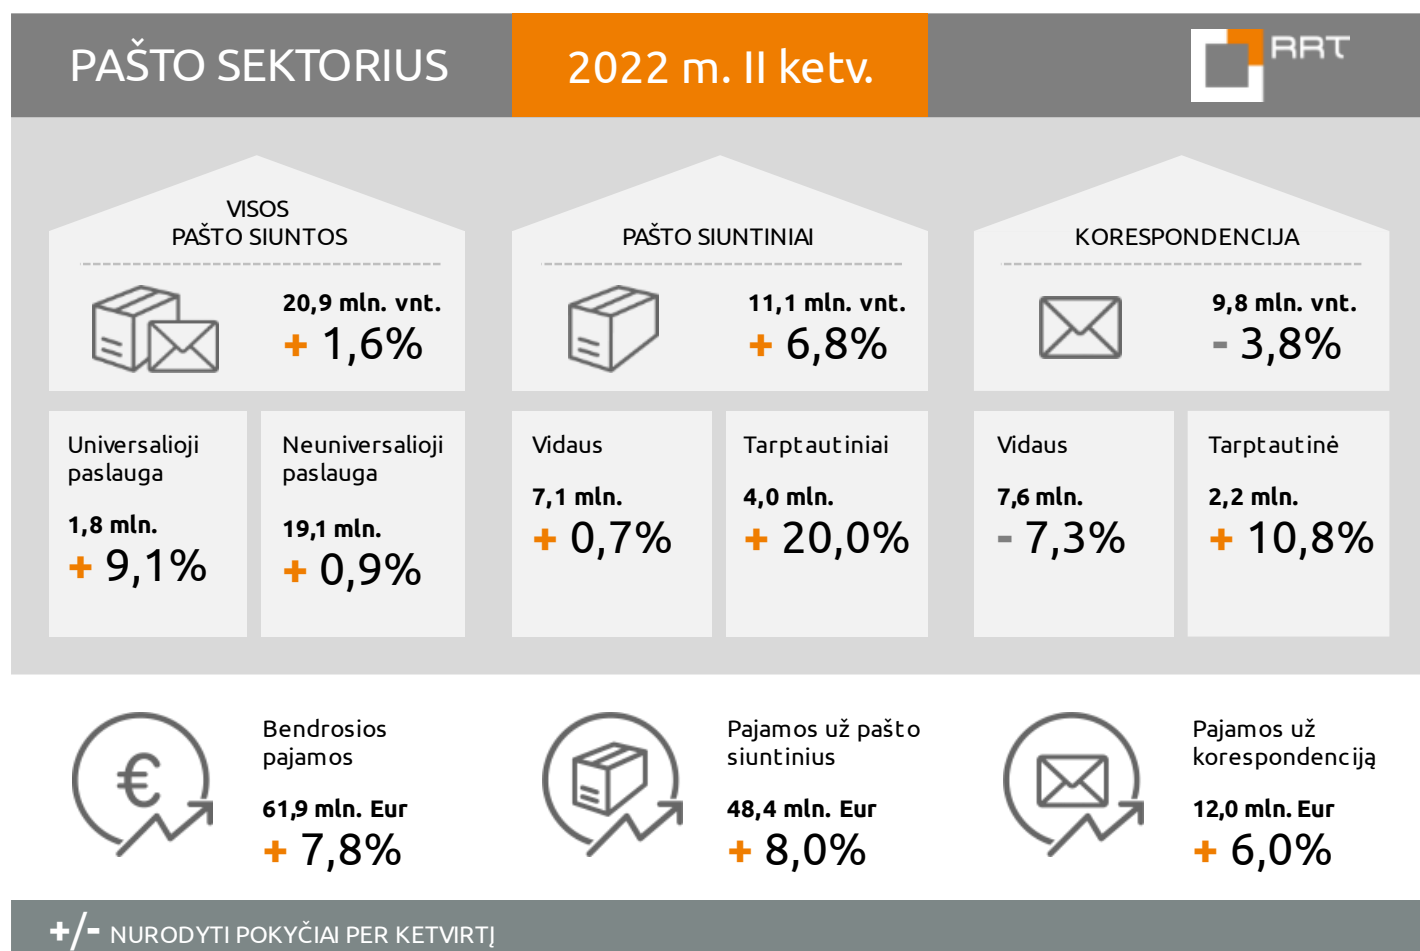 PAŠTO SEKTORIUS
2022 m. II ketv.
RRT
VISOS
PAŠTO SIUNTOS
20,9 mln. vnt.
+ 1,6%
Universalioji
paslauga
1,8 mln.
+ 9,1%
Neuniversalioji
paslauga
19,1 mln.
+ 0,9%
PAŠTO SIUNTINIAI
11,1 mln. vnt.
+ 6,8%
Vidaus
7,1 mln.
+ 0,7%
Tarptautiniai
4,0 mln.
+ 20,0%
KORESPONDENCIJA
9,8 mln. vnt.
- 3,8%
Vidaus
7,6 mln.
- 7,3%
Tarptautinė
2,2 mln.
+ 10,8%
Bendrosios
pajamos
61,9 mln. Eur
+ 7,8%
Pajamos už pašto
siuntinius
48,4 mln. Eur
+ 8,0%
Pajamos už
korespondenciją
12,0 mln. Eur
+ 6,0%
+/- NURODYTI POKYČIAI PER KETVIRTĮ